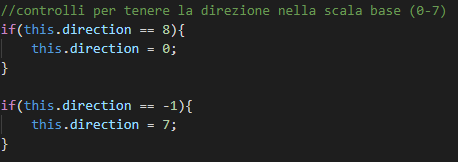 //controlli per tenere la direzione nella scala base (0-7)
if(this.direction == 8){
    this.direction = 0;
}

if(this.direction == -1){
    this.direction = 7;
}